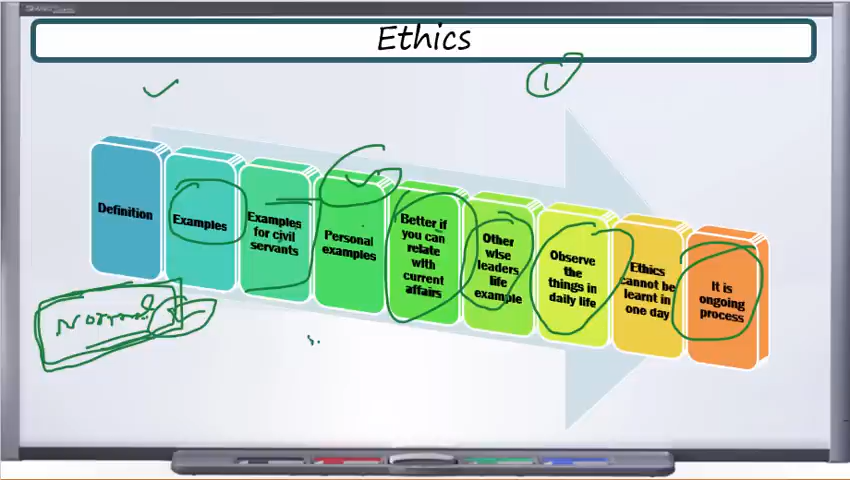 Ethics
1
Definition
Examples
Examples
for civil
servants
Personal
examples
Better if
you can
relate
with
current
affairs
Other
wise
leaders
life
example
Observe
the
things in
daily life
Ethics
cannot be
learnt in
one day
It is
ongoing
process